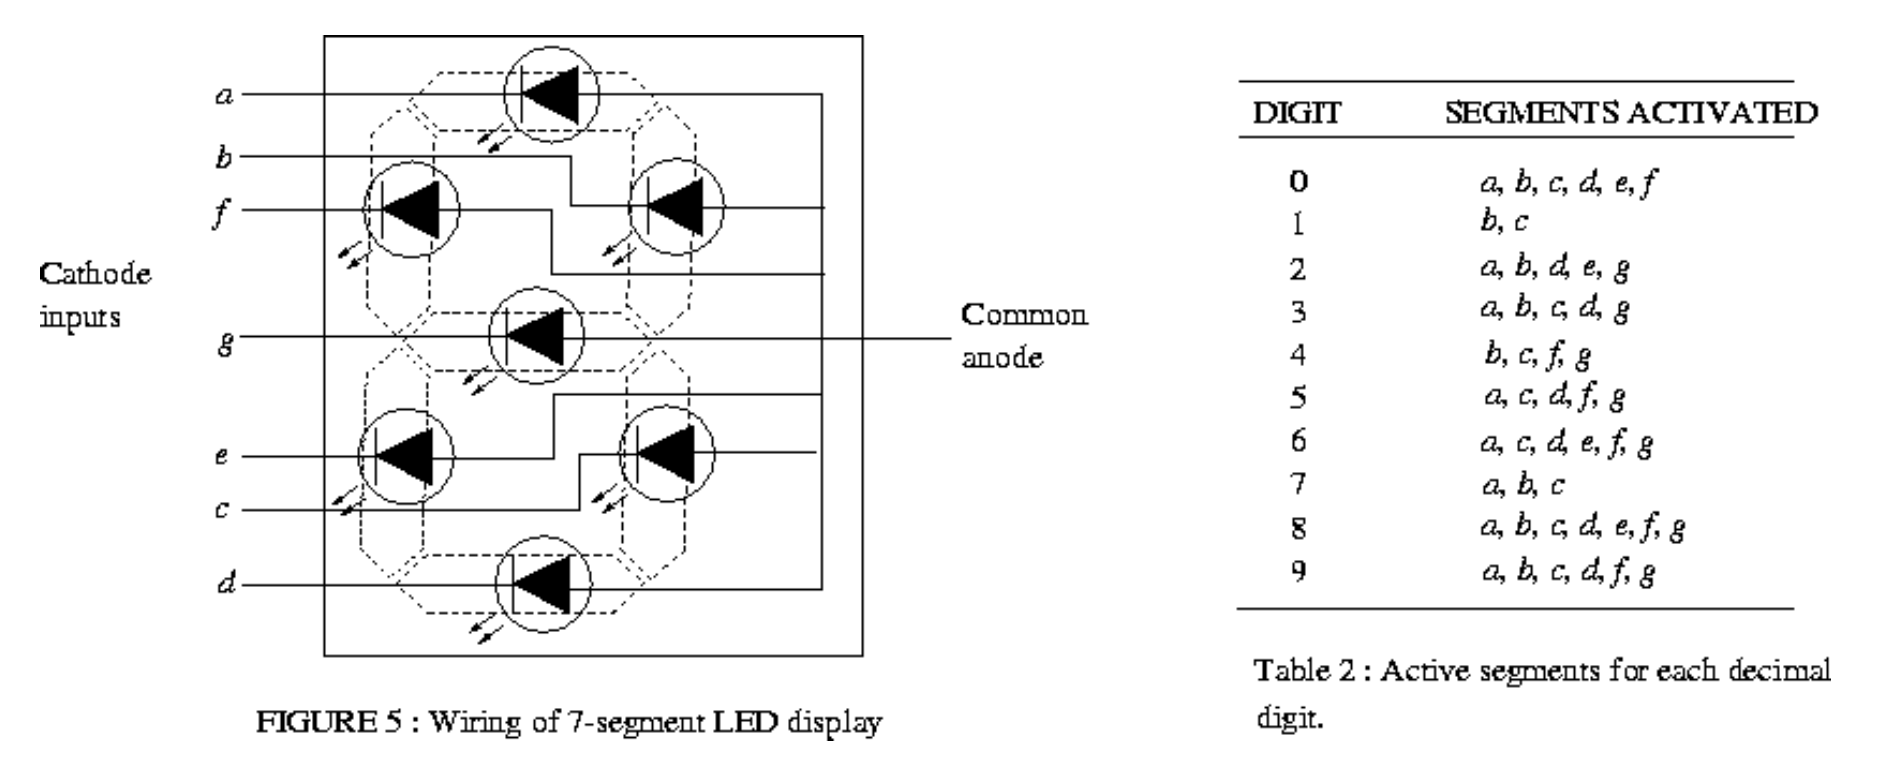 a
b
f
Cathode
inputs
g
Common
anode
e
c
d
FIGURE 5 : Wiring of 7-segment LED display
DIGIT SEGMENTS ACTIVATED
0 a, b, c, d, e, f
1 b, c
2 a, b, d, e, g
3 a, b, c, d, g
4 b, c, f, g
5 a, c, d, f, g
6 a, c, d, e, f, g
7 a, b, c
8 a, b, c, d, e, f, g
9 a, b, c, d, f, g
Table 2 : Active segments for each decimal
digit.